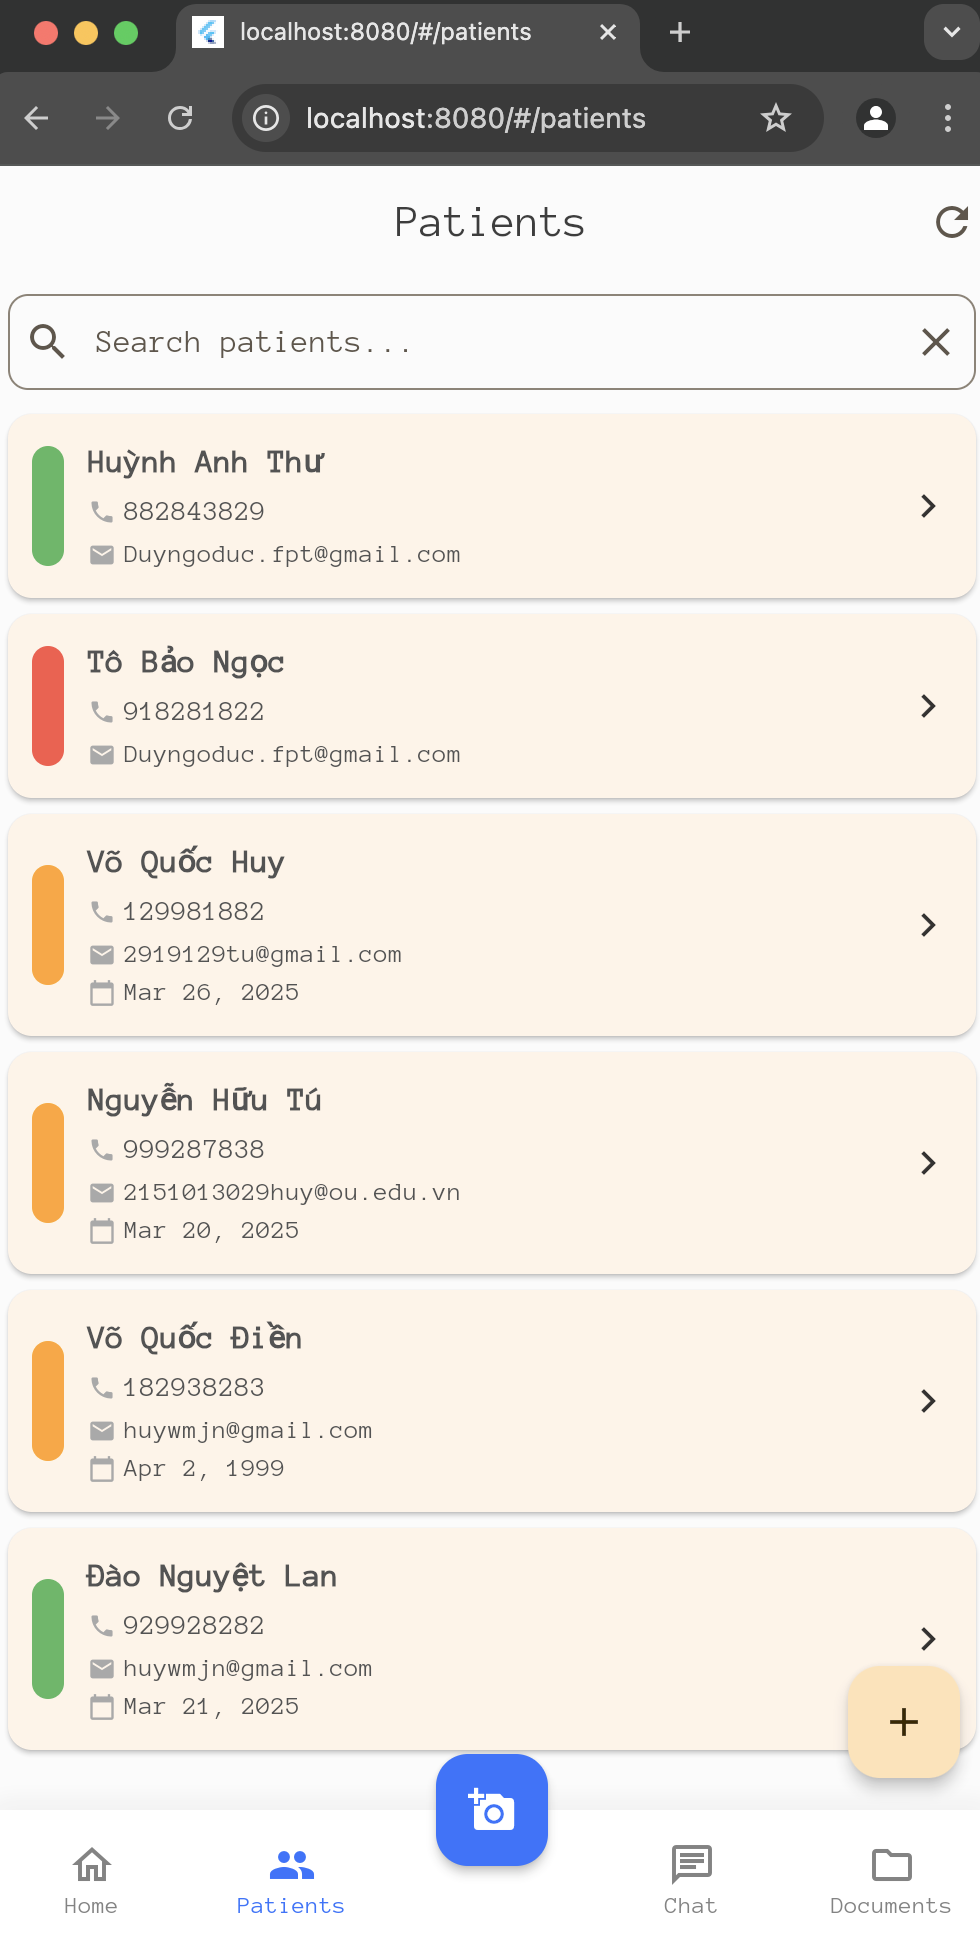 localhost:8080/#/patients
localhost:8080/#/patients
Patients
Search patients...
Huỳnh Anh Thư
882843829
Duyngoduc.fpt@gmail.com
Tô Bảo Ngọc
918281822
Duyngoduc.fpt@gmail.com
Võ Quốc Huy
129981882
2919129tu@gmail.com
Mar 26, 2025
Nguyễn Hữu Tú
999287838
2151013029huy@ou.edu.vn
Mar 20, 2025
Võ Quốc Điền
182938283
huywmjn@gmail.com
Apr 2, 1999
Đào Nguyệt Lan
929928282
huywmjn@gmail.com
Mar 21, 2025
Home
Patients
Chat
Documents